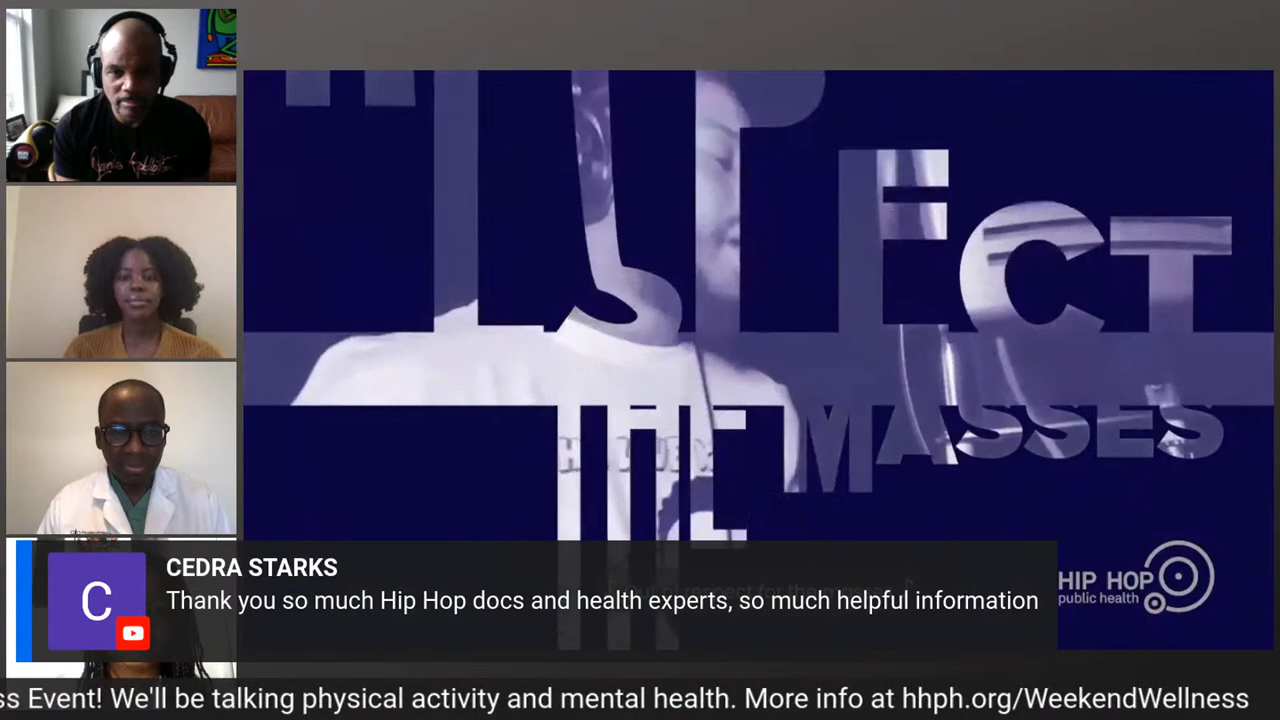 THE
MASSES
CEDRA STARKS
C
Thank you so much Hip Hop docs and health experts, so much helpful information
HIP HOP
public health
ss Event! We'll be talking physical activity and mental health. More info at hhph.org/WeekendWellness